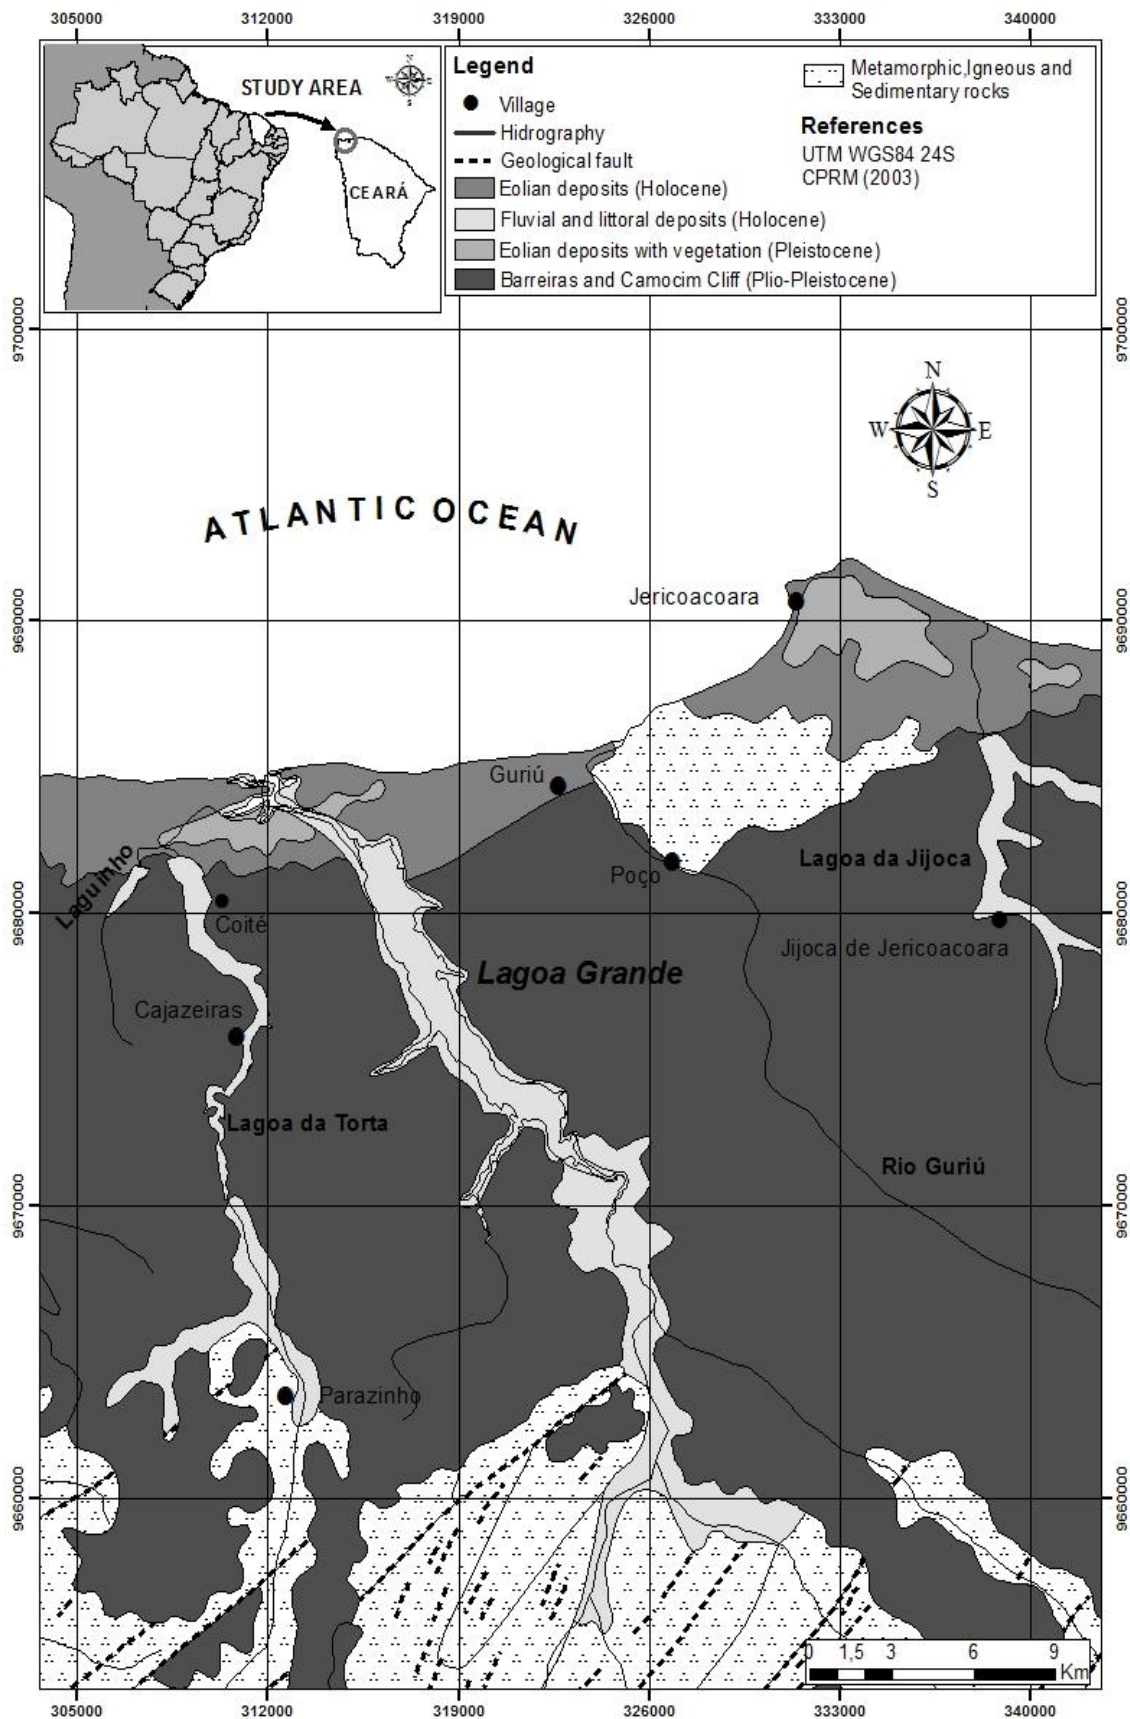 305000 312000 319000 326000 333000 340000
STUDY AREA
N
S
CEARÁ
Legend
Village
Hidrography
Geological fault
Eolian deposits (Holocene)
Fluvial and littoral deposits (Holocene)
Eolian deposits with vegetation (Pleistocene)
Barreiras and Camocim Cliff (Plio-Pleistocene)
Metamorphic,Igneous and
Sedimentary rocks
References
UTM WGS84 24S
CPRM (2003)
9700000 9700000
N
W E
S
ATLANTIC OCEAN
Jericoacoara
9690000 9690000
Guriú
Laguinho
Poço
Lagoa da Jijoca
9680000 9680000
Coité
Jijoca de Jericoacoara
Lagoa Grande
Cajazeiras
Lagoa da Torta
Rio Guriú
9670000 9670000
Parazinho
9660000 9660000
0 1,5 3 6 9
Km
305000 312000 319000 326000 333000 340000